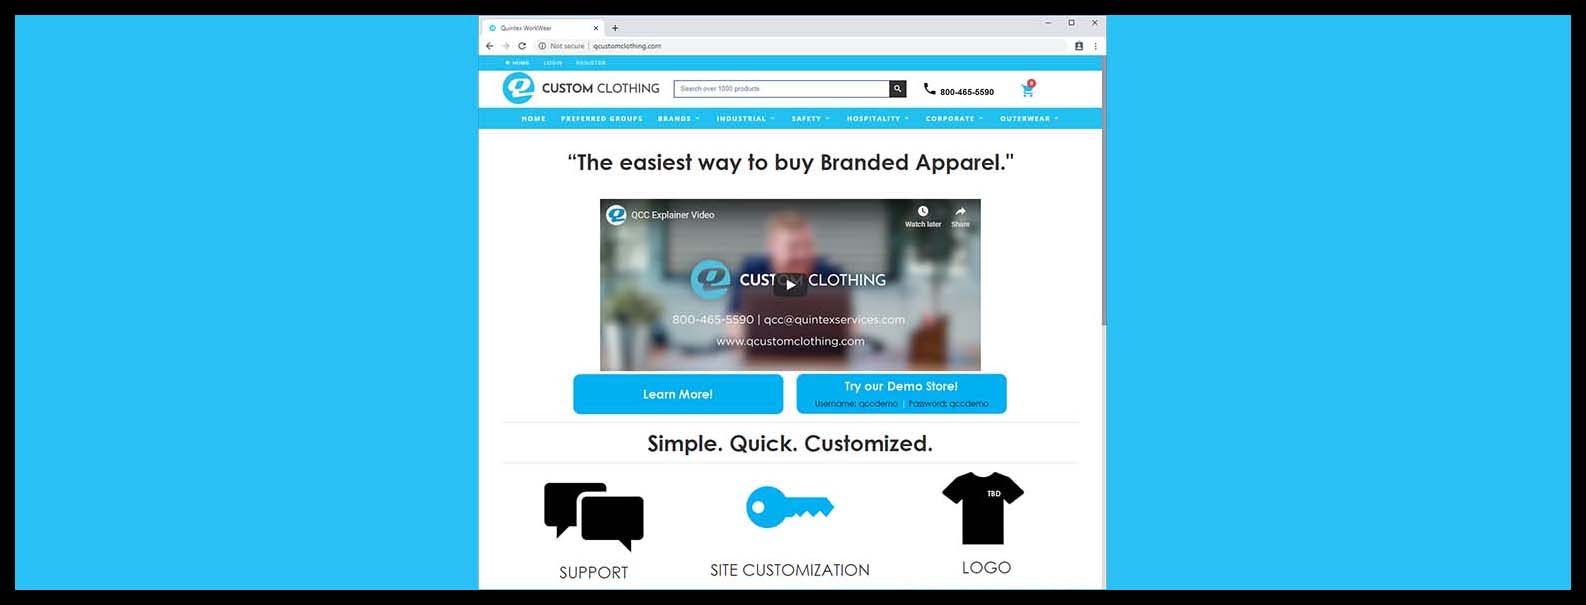 Quintex WorkWear
Not secure | qcustomclothing.com
HOME LOGIN REGISTER
CUSTOM CLOTHING
Search over 1000 products
800-465-5590
0
HOME PREFERRED GROUPS BRANDS INDUSTRIAL SAFETY HOSPITALITY CORPORATE OUTERWEAR
“The easiest way to buy Branded Apparel."
QCC Explainer Video
Watch later Share
CUSTOM CLOTHING
800-465-5590 | qcc@quintexservices.com
www.qcustomclothing.com
Learn More!
Try our Demo Store!
Username: qccdemo | Password: qccdemo
Simple. Quick. Customized.
TBD
SUPPORT
SITE CUSTOMIZATION
LOGO